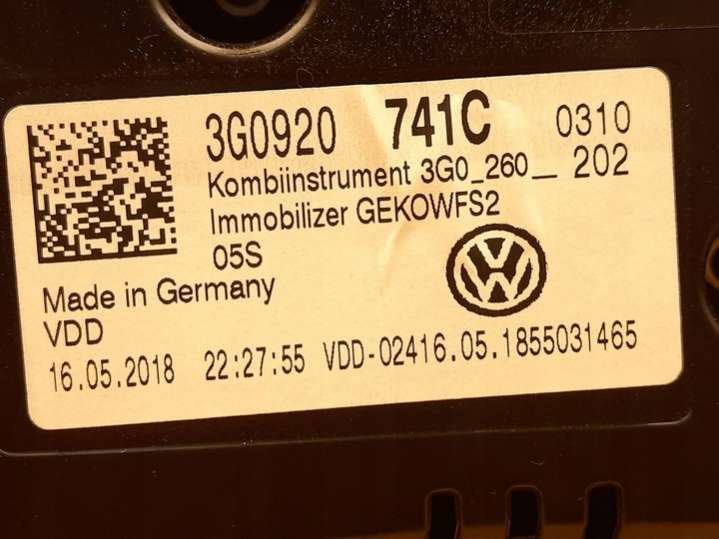 3G0920 741C 0310
Kombiinstrument 3G0_260__ 202
Immobilizer GEKOWFS2
05S
Made in Germany
VDD
16.05.2018 22:27:55 VDD-02416.05.1855031465